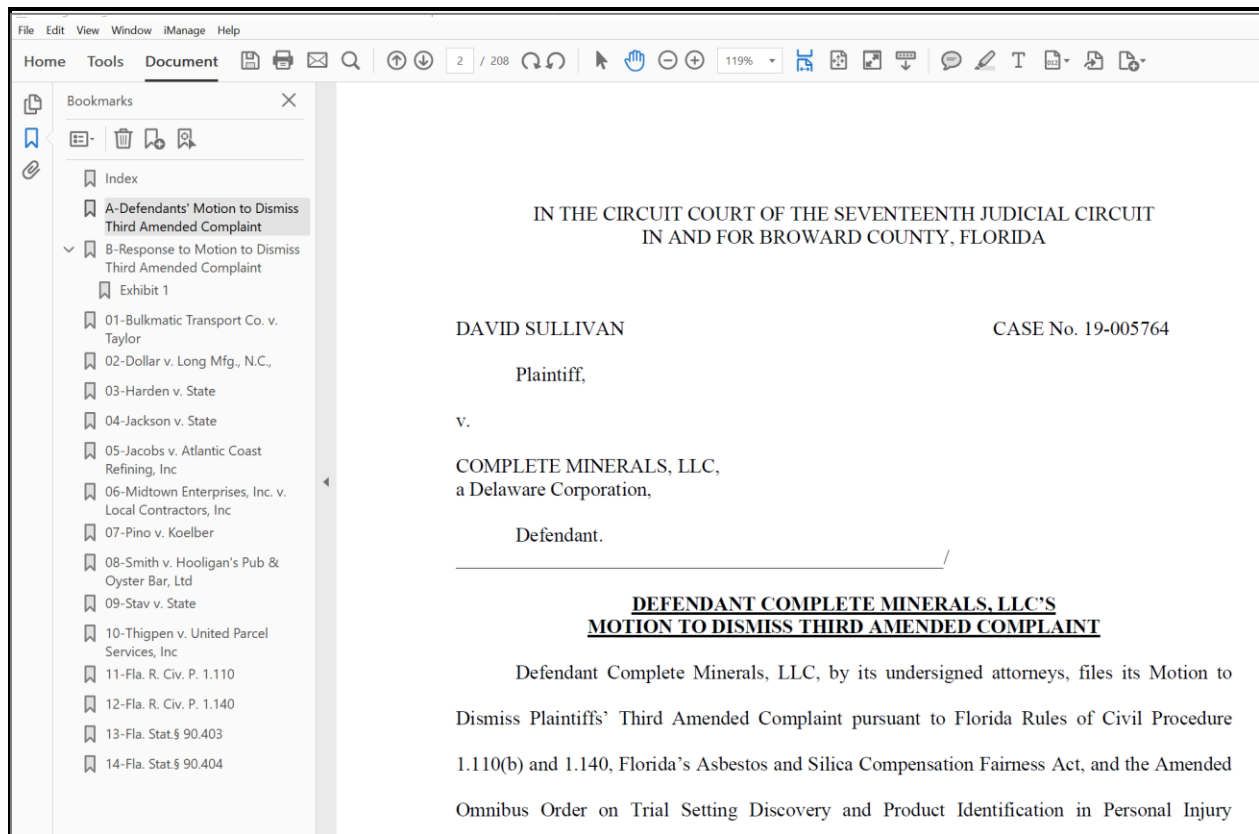 File Edit View Window iManage Help
Home Tools Document 2 / 208 119%
Bookmarks
Index
A-Defendants' Motion to Dismiss
Third Amended Complaint
B-Response to Motion to Dismiss
Third Amended Complaint
Exhibit 1
01-Bulkmatic Transport Co. v.
Taylor
02-Dollar v. Long Mfg., N.C.,
03-Harden v. State
04-Jackson v. State
05-Jacobs v. Atlantic Coast
Refining, Inc
06-Midtown Enterprises, Inc. v.
Local Contractors, Inc
07-Pino v. Koelber
08-Smith v. Hooligan's Pub &
Oyster Bar, Ltd
09-Stav v. State
10-Thigpen v. United Parcel
Services, Inc
11-Fla. R. Civ. P. 1.110
12-Fla. R. Civ. P. 1.140
13-Fla. Stat.§ 90.403
14-Fla. Stat.§ 90.404
IN THE CIRCUIT COURT OF THE SEVENTEENTH JUDICIAL CIRCUIT
IN AND FOR BROWARD COUNTY, FLORIDA
DAVID SULLIVAN CASE No. 19-005764
Plaintiff,
v.
COMPLETE MINERALS, LLC,
a Delaware Corporation,
Defendant.
/
DEFENDANT COMPLETE MINERALS, LLC’S
MOTION TO DISMISS THIRD AMENDED COMPLAINT
Defendant Complete Minerals, LLC, by its undersigned attorneys, files its Motion to
Dismiss Plaintiffs’ Third Amended Complaint pursuant to Florida Rules of Civil Procedure
1.110(b) and 1.140, Florida’s Asbestos and Silica Compensation Fairness Act, and the Amended
Omnibus Order on Trial Setting Discovery and Product Identification in Personal Injury